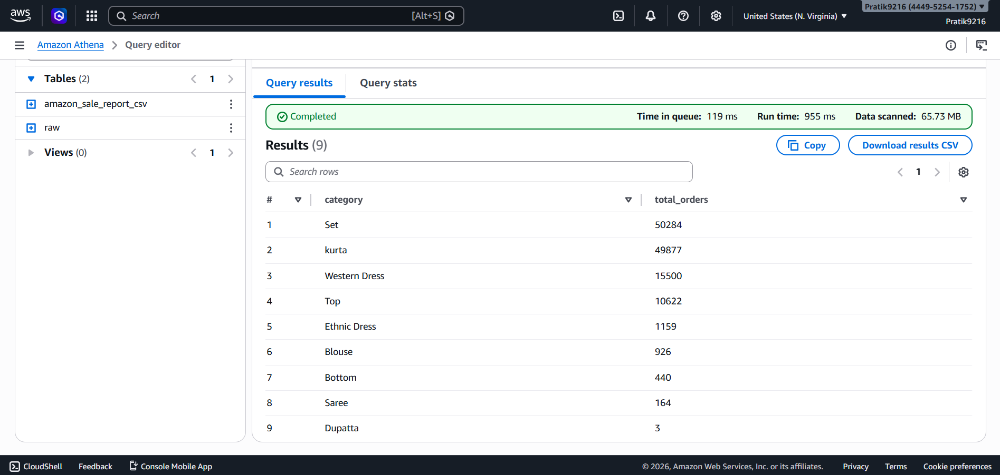 aws
Search [Alt+S]
United States (N. Virginia)
Pratik9216 (4449-5254-1752)
Pratik9216
Amazon Athena
Query editor
Tables (2)
1
amazon_sale_report_csv
raw
Views (0)
1
Query results
Query stats
Completed
Time in queue: 119 ms
Run time: 955 ms
Data scanned: 65.73 MB
Results (9)
Copy
Download results CSV
Search rows
1
# category total_orders
1 Set 50284
2 kurta 49877
3 Western Dress 15500
4 Top 10622
5 Ethnic Dress 1159
6 Blouse 926
7 Bottom 440
8 Saree 164
9 Dupatta 3
CloudShell Feedback Console Mobile App © 2026, Amazon Web Services, Inc. or its affiliates. Privacy Terms Cookie preferences